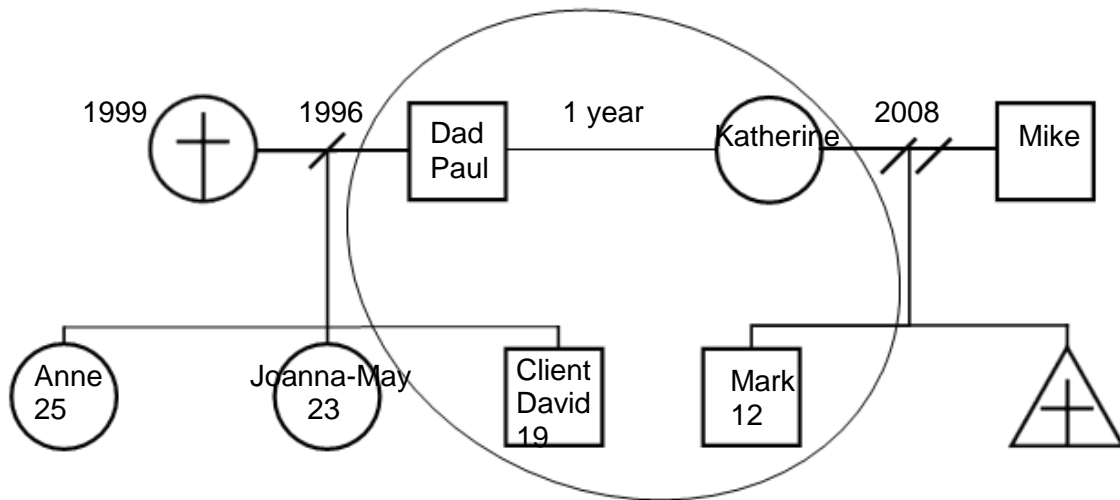 1999
1996
Dad
Paul
1 year
Katherine
2008
Mike
Anne
25
Joanna-May
23
Client
David
19
Mark
12